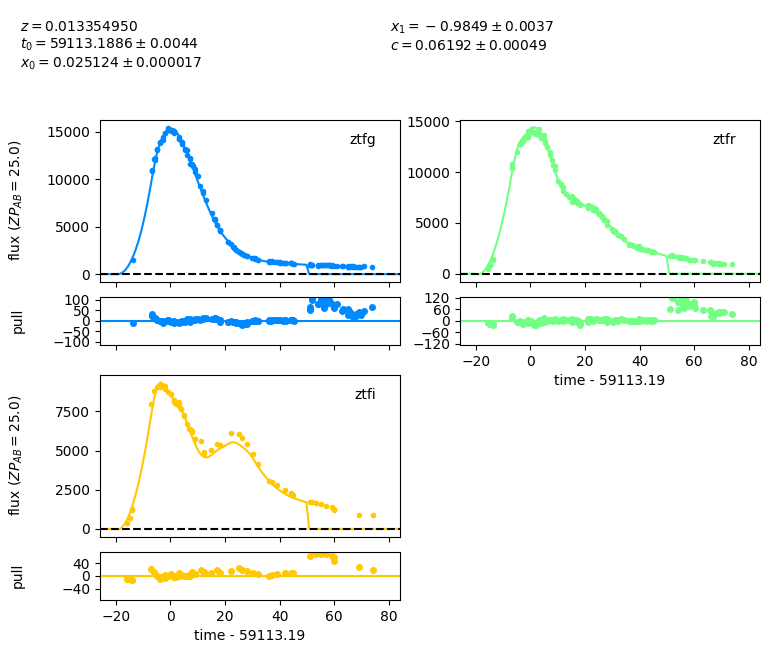 z = 0.013354950
t₀ = 59113.1886 ± 0.0044
x₀ = 0.025124 ± 0.000017
x₁ = −0.9849 ± 0.0037
c = 0.06192 ± 0.00049
flux (ZP_AB = 25.0)
15000
10000
5000
0
ztfg
15000
10000
5000
0
ztfr
pull
100
50
0
−50
−100
120
60
0
−60
−120
−20
0
20
40
60
80
time - 59113.19
flux (ZP_AB = 25.0)
7500
5000
2500
0
ztfi
pull
40
0
−40
−20
0
20
40
60
80
time - 59113.19